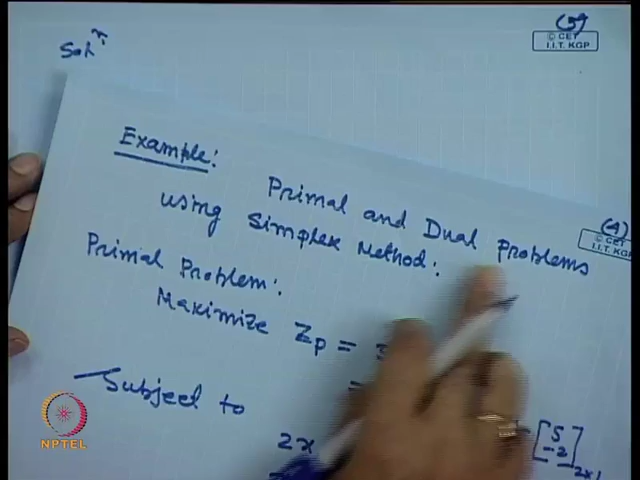 (5)
© CET
I.I.T. KGP
Solⁿ
Example:
Primal and Dual Problems
using Simplex Method:
(4)
© CET
I.I.T. KGP
Primal Problem:
Maximize Zp =
Subject to
2x
[5 -2]2x1
NPTEL